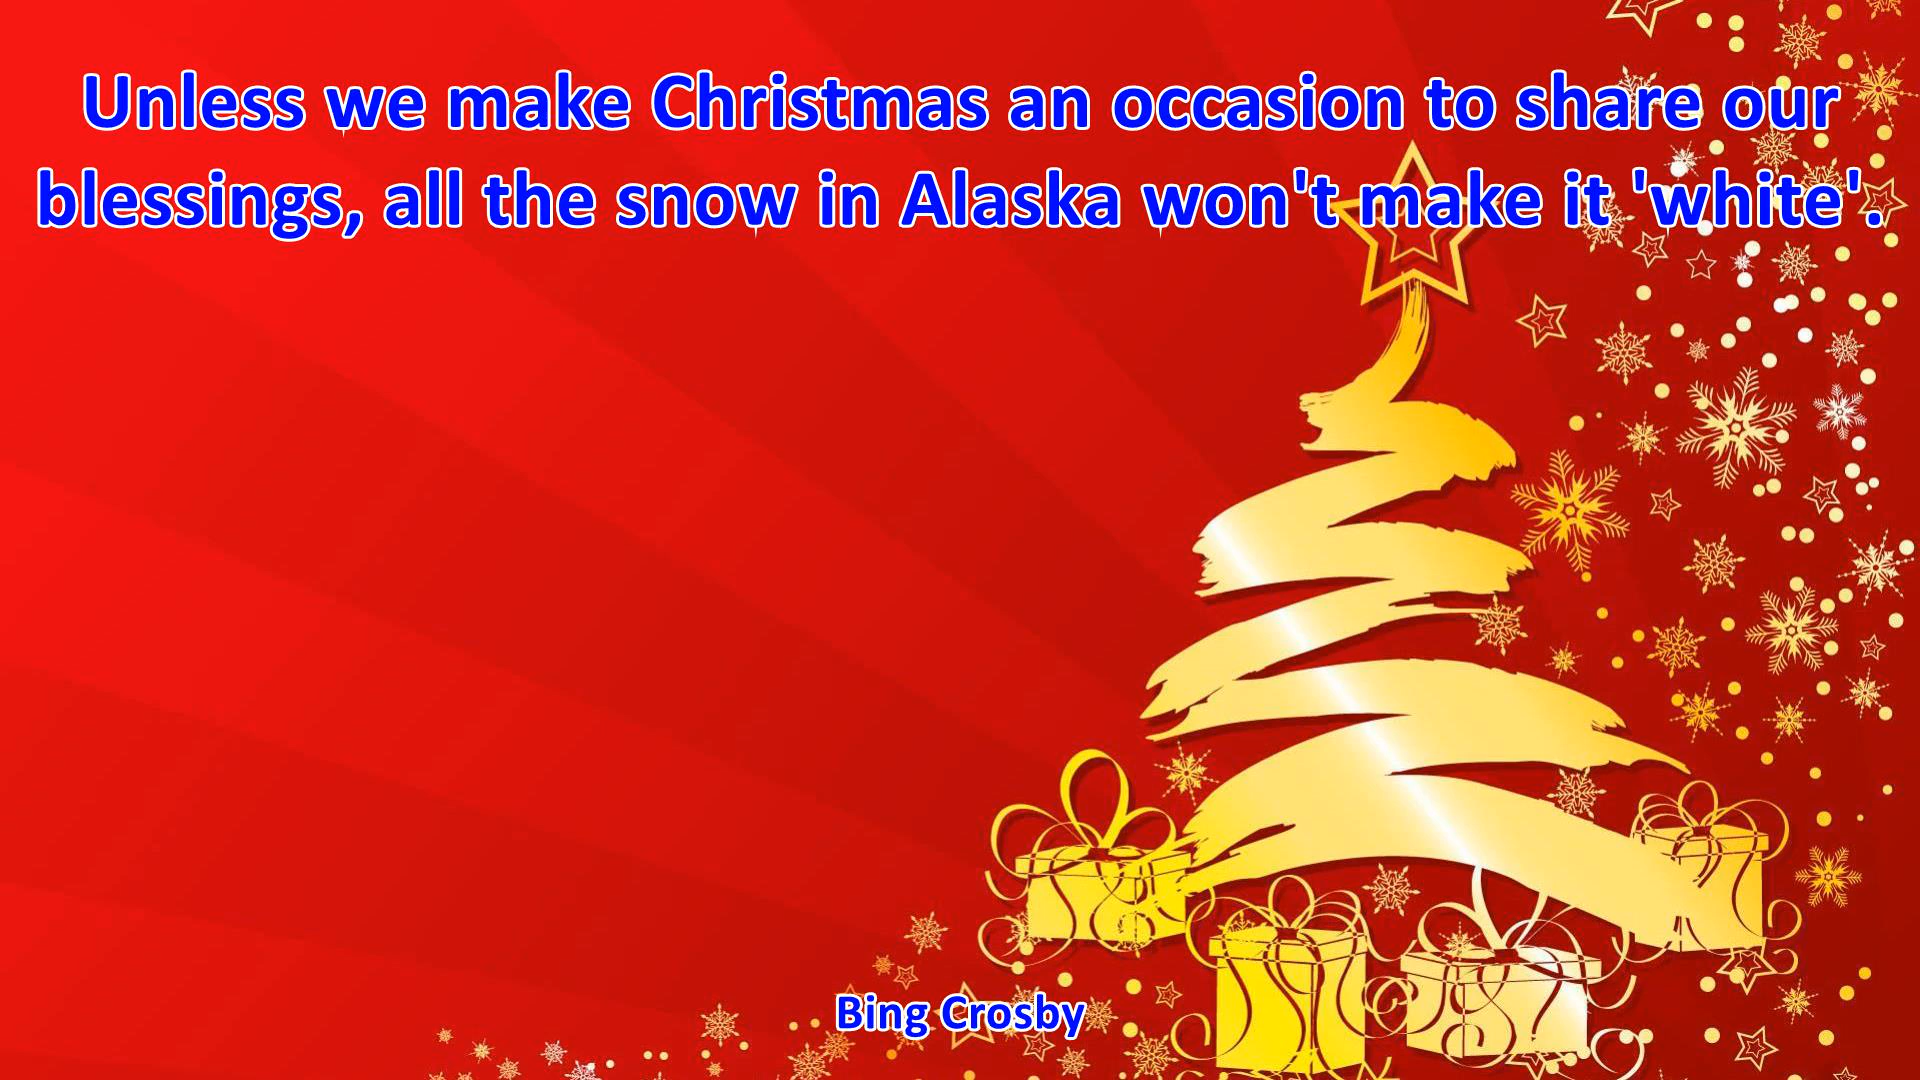 Unless we make Christmas an occasion to share our
blessings, all the snow in Alaska won't make it 'white'.
Bing Crosby